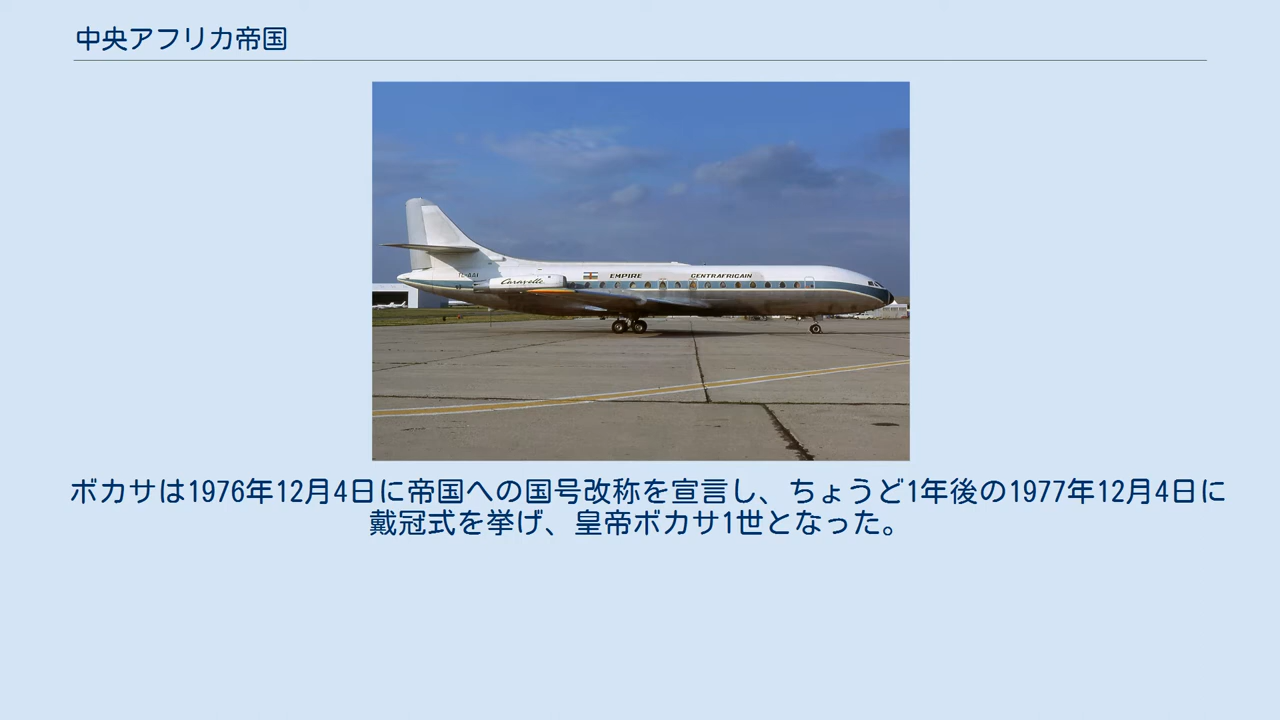 中央アフリカ帝国
TL-AAI
Caravelle
EMPIRE CENTRAFRICAIN
ボカサは1976年12月4日に帝国への国号改称を宣言し、ちょうど1年後の1977年12月4日に
戴冠式を挙げ、皇帝ボカサ1世となった。